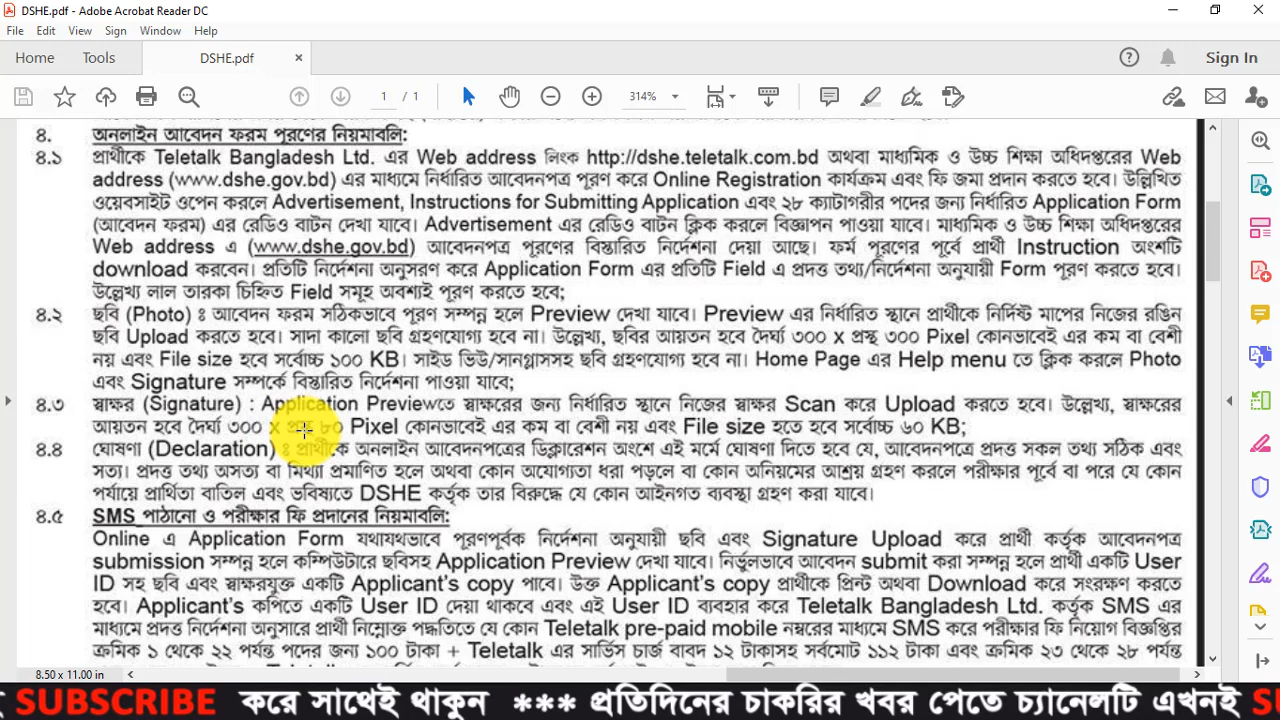 DSHE.pdf - Adobe Acrobat Reader DC
File Edit View Sign Window Help
Home Tools DSHE.pdf × Sign In
1 / 1 314%
৪. অনলাইন আবেদন ফরম পূরণের নিয়মাবলি:
৪.১ প্রার্থীকে Teletalk Bangladesh Ltd. এর Web address লিংক http://dshe.teletalk.com.bd অথবা মাধ্যমিক ও উচ্চ শিক্ষা অধিদপ্তরের Web
address (www.dshe.gov.bd) এর মাধ্যমে নির্ধারিত আবেদনপত্র পূরণ করে Online Registration কার্যক্রম এবং ফি জমা প্রদান করতে হবে। উল্লিখিত
ওয়েবসাইট ওপেন করলে Advertisement, Instructions for Submitting Application এবং ২৮ ক্যাটাগরীর পদের জন্য নির্ধারিত Application Form
(আবেদন ফরম) এর রেডিও বাটন দেখা যাবে। Advertisement এর রেডিও বাটন ক্লিক করলে বিজ্ঞাপন পাওয়া যাবে। মাধ্যমিক ও উচ্চ শিক্ষা অধিদপ্তরের
Web address এ (www.dshe.gov.bd) আবেদনপত্র পূরণের বিস্তারিত নির্দেশনা দেয়া আছে। ফর্ম পূরণের পূর্বে প্রার্থী Instruction অংশটি
download করবেন। প্রতিটি নির্দেশনা অনুসরণ করে Application Form এর প্রতিটি Field এ প্রদত্ত তথ্য/নির্দেশনা অনুযায়ী Form পূরণ করতে হবে।
উল্লেখ্য লাল তারকা চিহ্নিত Field সমূহ অবশ্যই পূরণ করতে হবে;
৪.২ ছবি (Photo) ঃ আবেদন ফরম সঠিকভাবে পূরণ সম্পন্ন হলে Preview দেখা যাবে। Preview এর নির্ধারিত স্থানে প্রার্থীকে নির্দিষ্ট মাপের নিজের রঙিন
ছবি Upload করতে হবে। সাদা কালো ছবি গ্রহণযোগ্য হবে না। উল্লেখ্য, ছবির আয়তন হবে দৈর্ঘ্য ৩০০ x প্রস্থ ৩০০ Pixel কোনভাবেই এর কম বা বেশী
নয় এবং File size হবে সর্বোচ্চ ১০০ KB। সাইড ভিউ/সানগ্লাসসহ ছবি গ্রহণযোগ্য হবে না। Home Page এর Help menu তে ক্লিক করলে Photo
এবং Signature সম্পর্কে বিস্তারিত নির্দেশনা পাওয়া যাবে;
৪.৩ স্বাক্ষর (Signature) : Application Previewতে স্বাক্ষরের জন্য নির্ধারিত স্থানে নিজের স্বাক্ষর Scan করে Upload করতে হবে। উল্লেখ্য, স্বাক্ষরের
আয়তন হবে দৈর্ঘ্য ৩০০ x প্রস্থ ৮০ Pixel কোনভাবেই এর কম বা বেশী নয় এবং File size হতে হবে সর্বোচ্চ ৬০ KB;
৪.৪ ঘোষণা (Declaration) ঃ প্রার্থীকে অনলাইন আবেদনপত্রের ডিক্লারেশন অংশে এই মর্মে ঘোষণা দিতে হবে যে, আবেদনপত্রে প্রদত্ত সকল তথ্য সঠিক এবং
সত্য। প্রদত্ত তথ্য অসত্য বা মিথ্যা প্রমাণিত হলে অথবা কোন অযোগ্যতা ধরা পড়লে বা কোন অনিয়মের আশ্রয় গ্রহণ করলে পরীক্ষার পূর্বে বা পরে যে কোন
পর্যায়ে প্রার্থিতা বাতিল এবং ভবিষ্যতে DSHE কর্তৃক তার বিরুদ্ধে যে কোন আইনগত ব্যবস্থা গ্রহণ করা যাবে।
৪.৫ SMS পাঠানো ও পরীক্ষার ফি প্রদানের নিয়মাবলি:
Online এ Application Form যথাযথভাবে পূরণপূর্বক নির্দেশনা অনুযায়ী ছবি এবং Signature Upload করে প্রার্থী কর্তৃক আবেদনপত্র
submission সম্পন্ন হলে কম্পিউটারে ছবিসহ Application Preview দেখা যাবে। নির্ভুলভাবে আবেদন submit করা সম্পন্ন হলে প্রার্থী একটি User
ID সহ ছবি এবং স্বাক্ষরযুক্ত একটি Applicant's copy পাবে। উক্ত Applicant's copy প্রার্থীকে প্রিন্ট অথবা Download করে সংরক্ষণ করতে
হবে। Applicant's কপিতে একটি User ID দেয়া থাকবে এবং এই User ID ব্যবহার করে Teletalk Bangladesh Ltd. কর্তৃক SMS এর
মাধ্যমে প্রদত্ত নির্দেশনা অনুসারে প্রার্থী নিম্নোক্ত পদ্ধতিতে যে কোন Teletalk pre-paid mobile নম্বরের মাধ্যমে SMS করে পরীক্ষার ফি নিয়োগ বিজ্ঞপ্তির
ক্রমিক ১ থেকে ২২ পর্যন্ত পদের জন্য ১০০ টাকা + Teletalk এর সার্ভিস চার্জ বাবদ ১২ টাকাসহ সর্বমোট ১১২ টাকা এবং ক্রমিক ২৩ থেকে ২৮ পর্যন্ত
8.50 x 11.00 in
SUBSCRIBE করে সাথেই থাকুন *** প্রতিদিনের চাকরির খবর পেতে চ্যানেলটি এখনই